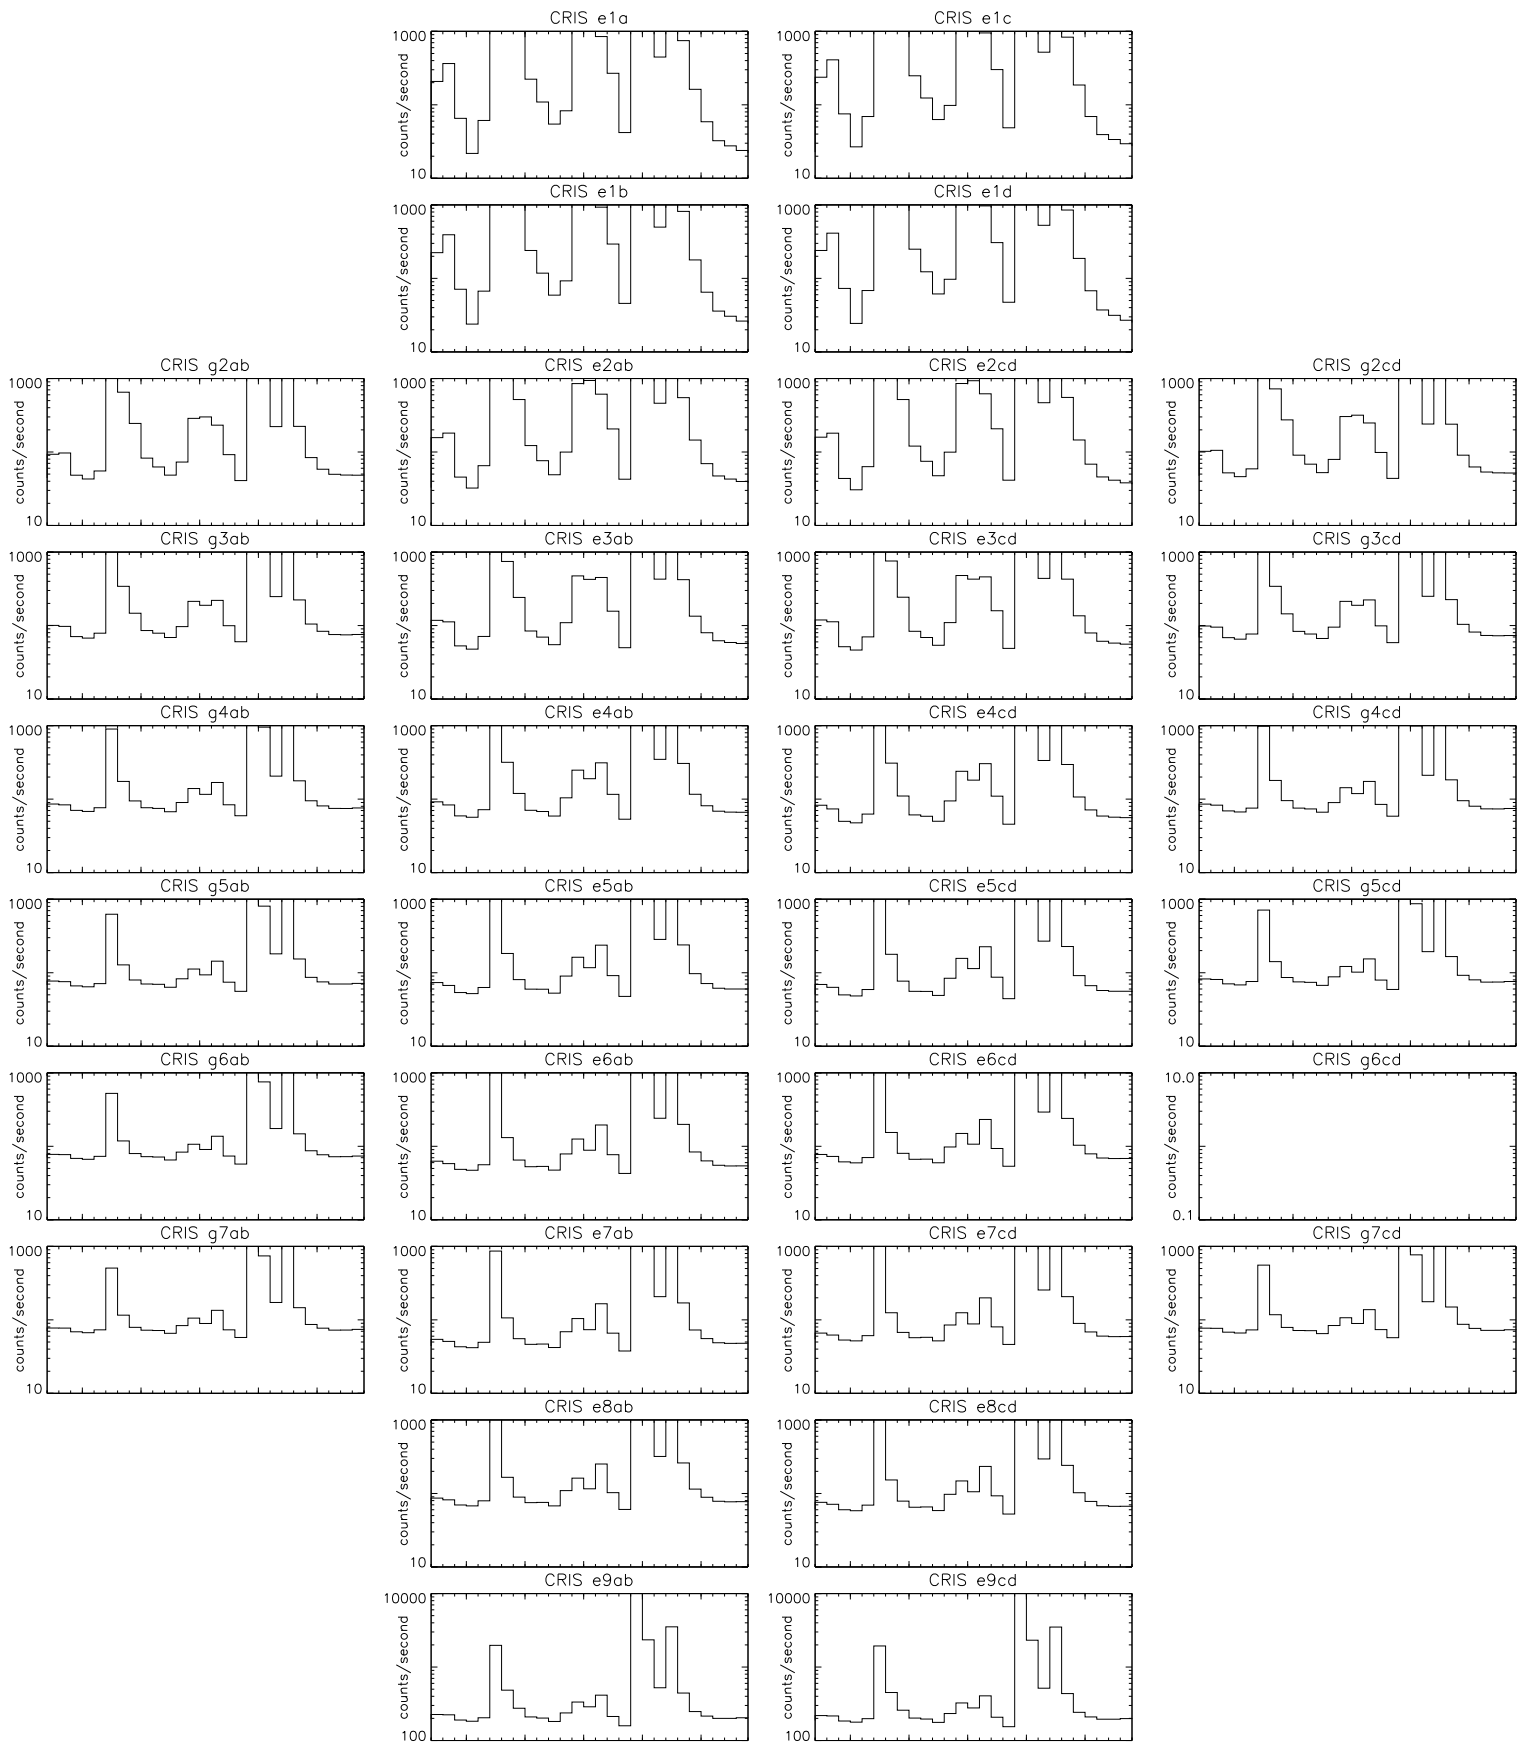 CRIS e1a CRIS e1c
1000 1000
counts/second counts/second
10 10
CRIS e1b CRIS e1d
1000 1000
counts/second counts/second
10 10
CRIS g2ab CRIS e2ab CRIS e2cd CRIS g2cd
1000 1000 1000 1000
counts/second counts/second counts/second counts/second
10 10 10 10
CRIS g3ab CRIS e3ab CRIS e3cd CRIS g3cd
1000 1000 1000 1000
counts/second counts/second counts/second counts/second
10 10 10 10
CRIS g4ab CRIS e4ab CRIS e4cd CRIS g4cd
1000 1000 1000 1000
counts/second counts/second counts/second counts/second
10 10 10 10
CRIS g5ab CRIS e5ab CRIS e5cd CRIS g5cd
1000 1000 1000 1000
counts/second counts/second counts/second counts/second
10 10 10 10
CRIS g6ab CRIS e6ab CRIS e6cd CRIS g6cd
1000 1000 1000 10.0
counts/second counts/second counts/second counts/second
10 10 10 0.1
CRIS g7ab CRIS e7ab CRIS e7cd CRIS g7cd
1000 1000 1000 1000
counts/second counts/second counts/second counts/second
10 10 10 10
CRIS e8ab CRIS e8cd
1000 1000
counts/second counts/second
10 10
CRIS e9ab CRIS e9cd
10000 10000
counts/second counts/second
100 100